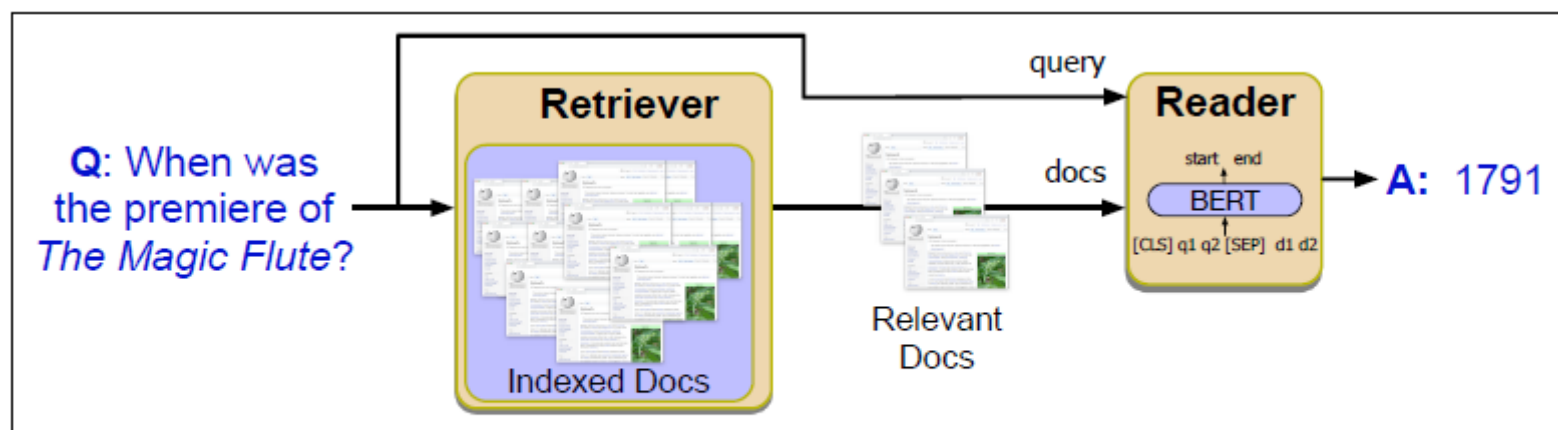 Q: When was
the premiere of
The Magic Flute?
Retriever
Indexed Docs
query
docs
Relevant
Docs
Reader
start end
BERT
[CLS] q1 q2 [SEP] d1 d2
A: 1791